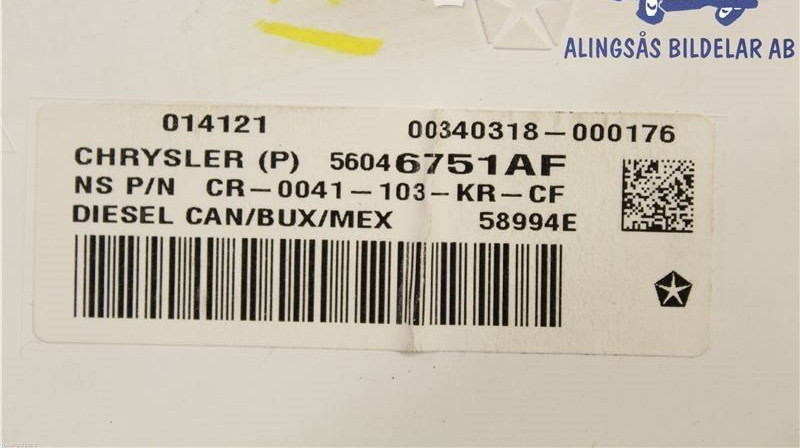 ALINGSÅS BILDELAR AB
014121 00340318-000176
CHRYSLER (P) 56046751AF
NS P/N CR-0041-103-KR-CF
DIESEL CAN/BUX/MEX 58994E